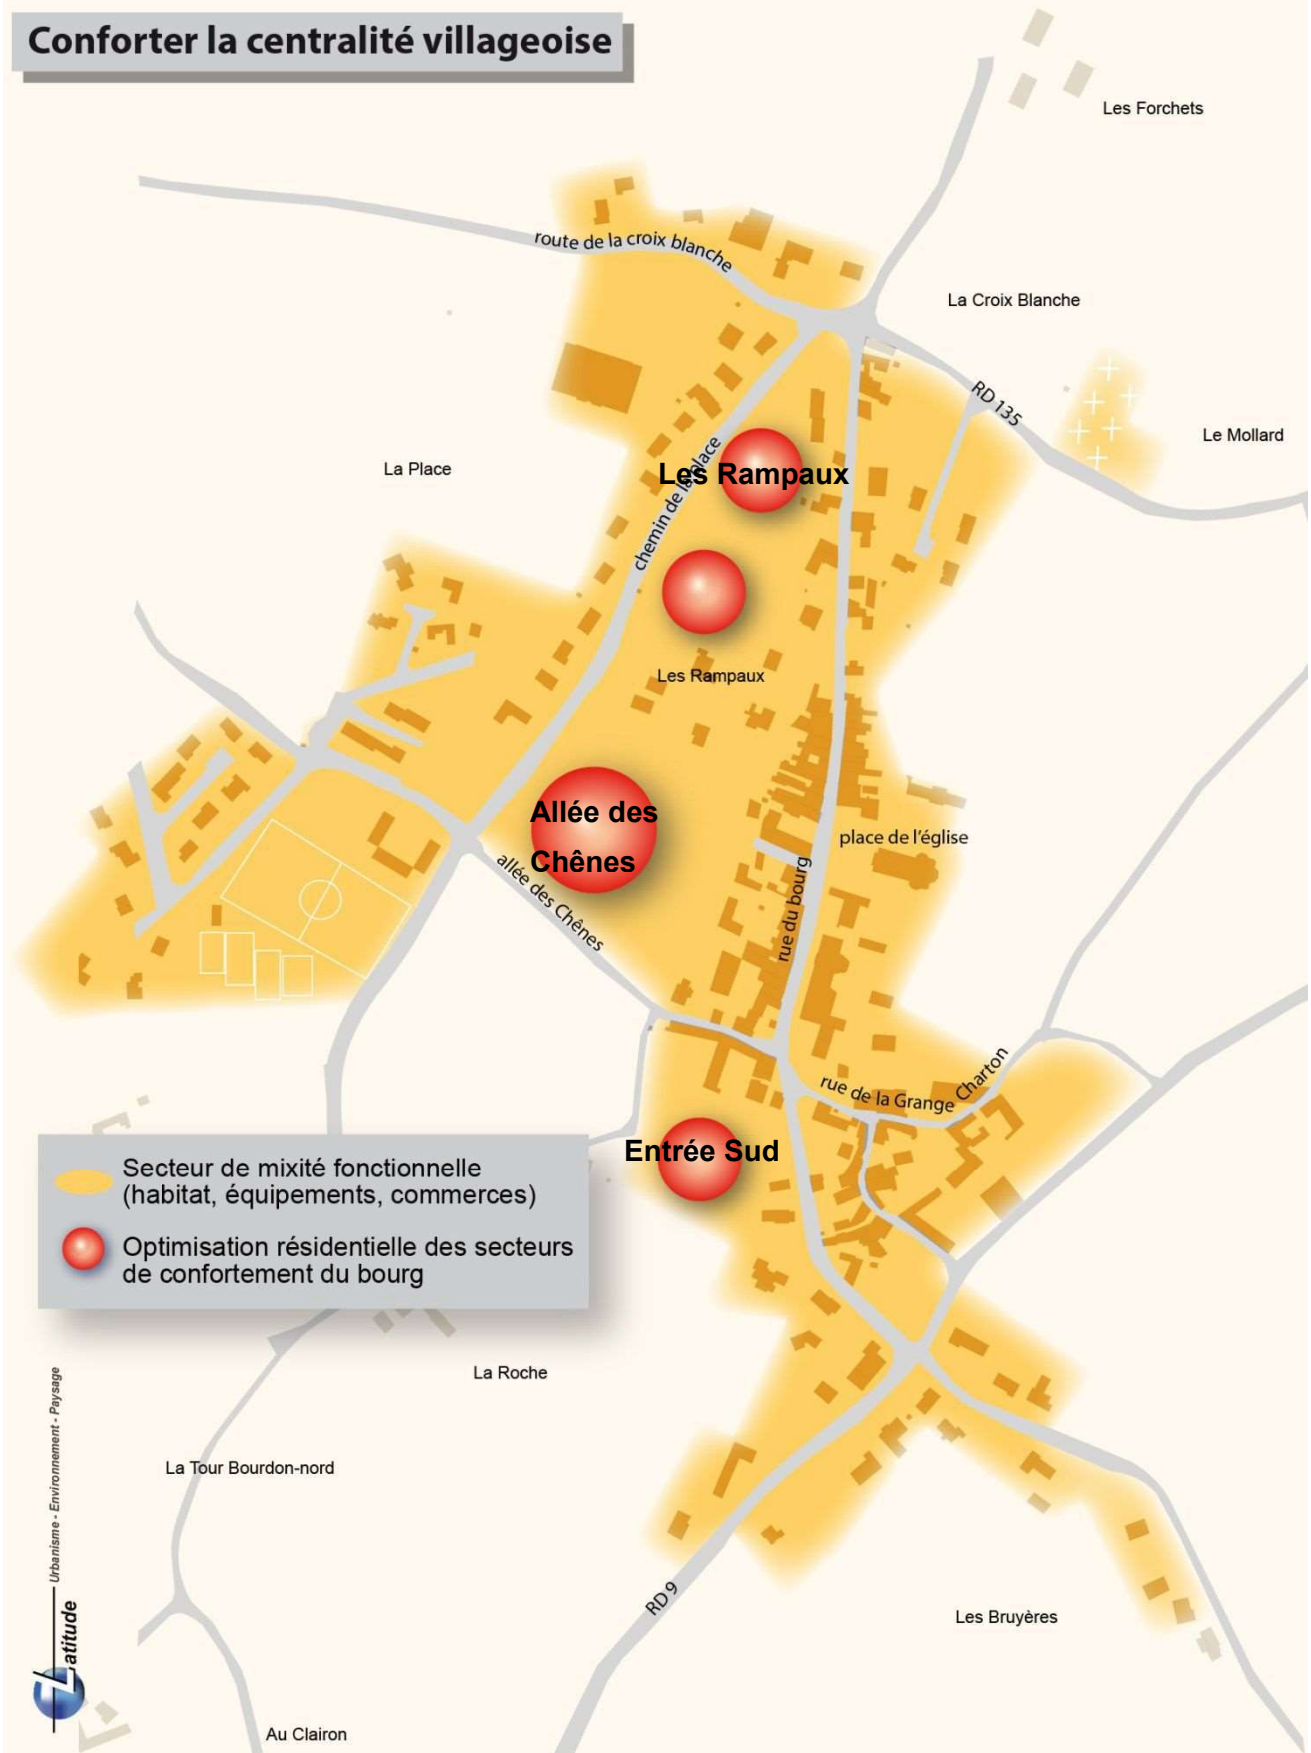 Conforter la centralité villageoise
Les Forchets
route de la croix blanche
La Croix Blanche
RD 135
Le Mollard
La Place
chemin de la place
Les Rampaux
Les Rampaux
Allée des
Chênes
place de l'église
allée des Chênes
rue du bourg
rue de la Grange Charton
Entrée Sud
Secteur de mixité fonctionnelle
(habitat, équipements, commerces)
Optimisation résidentielle des secteurs
de confortement du bourg
La Roche
La Tour Bourdon-nord
RD 9
Les Bruyères
Au Clairon
Latitude
Urbanisme - Environnement - Paysage